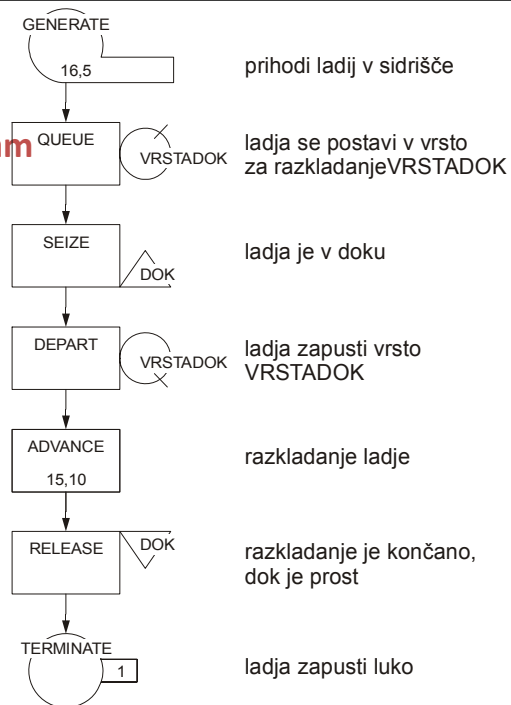 GENERATE
16,5
prihodi ladij v sidrišče
QUEUE
VRSTADOK
ladja se postavi v vrsto
za razkladanjeVRSTADOK
SEIZE
DOK
ladja je v doku
DEPART
VRSTADOK
ladja zapusti vrsto
VRSTADOK
ADVANCE
15,10
razkladanje ladje
RELEASE
DOK
razkladanje je končano,
dok je prost
TERMINATE
1
ladja zapusti luko